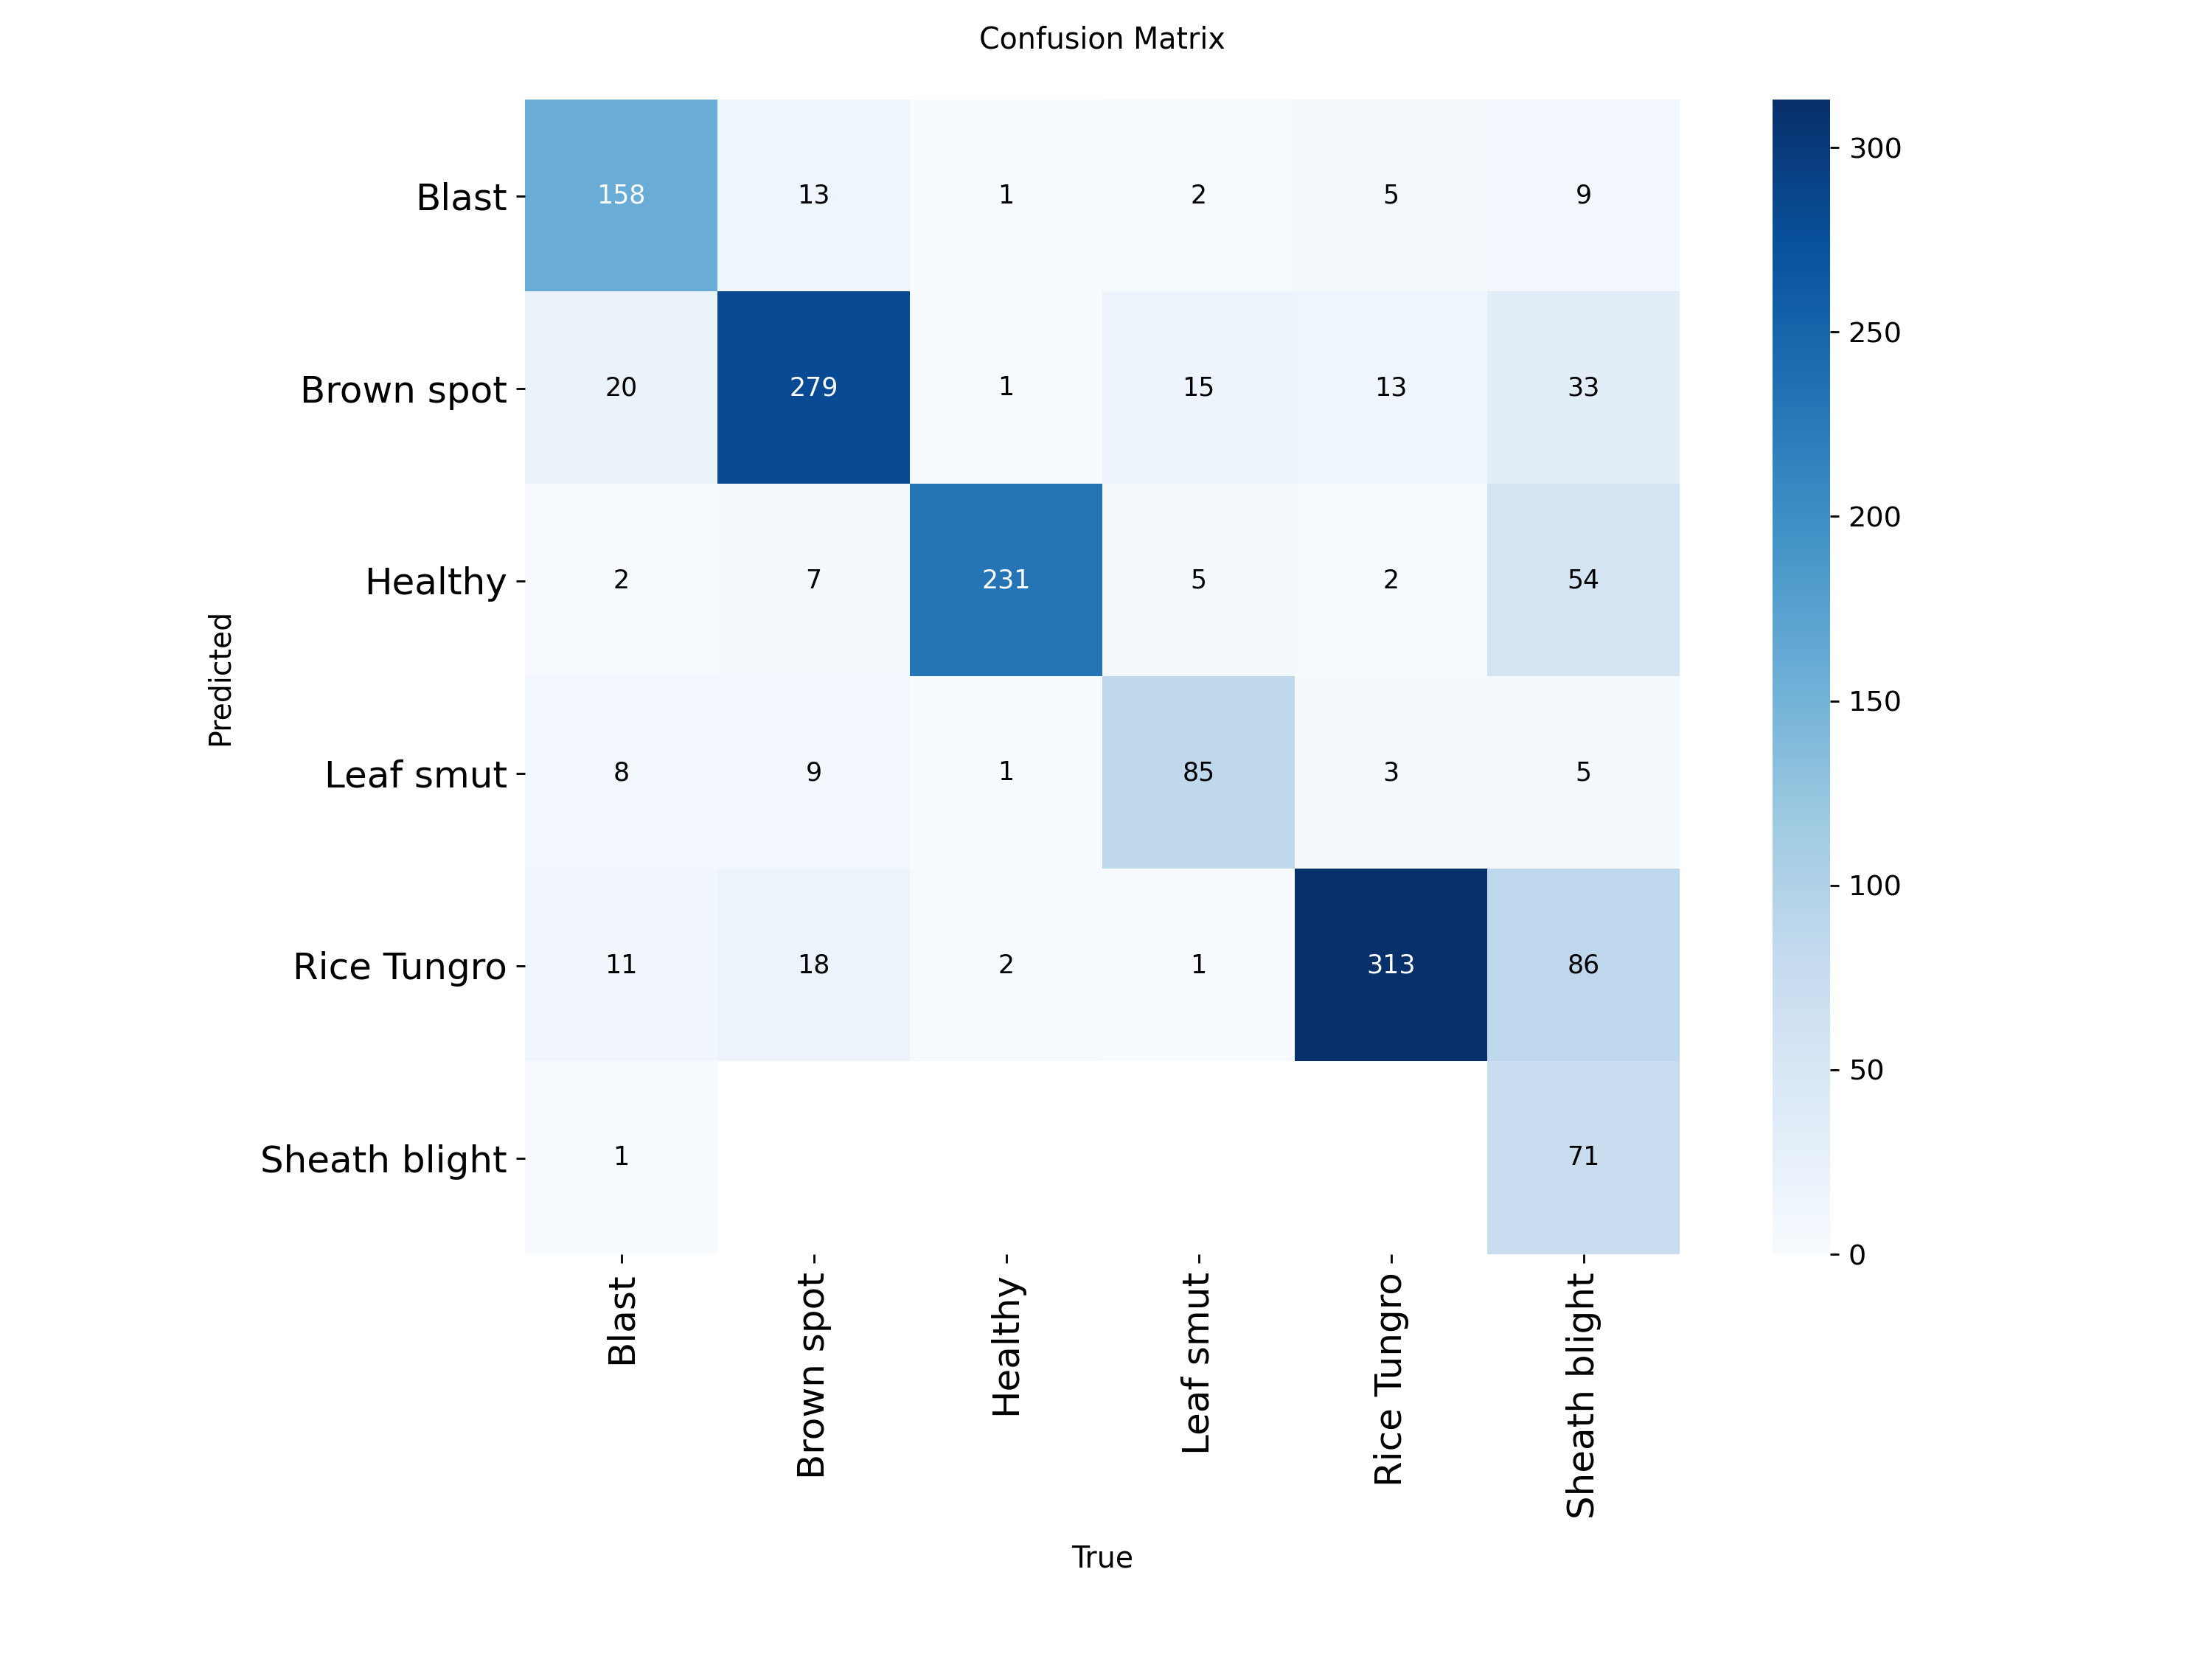 Confusion Matrix
Blast 158 13 1 2 5 9
Brown spot 20 279 1 15 13 33
Healthy 2 7 231 5 2 54
Leaf smut 8 9 1 85 3 5
Rice Tungro 11 18 2 1 313 86
Sheath blight 1 71
Predicted
Blast Brown spot Healthy Leaf smut Rice Tungro Sheath blight
True
300
250
200
150
100
50
0